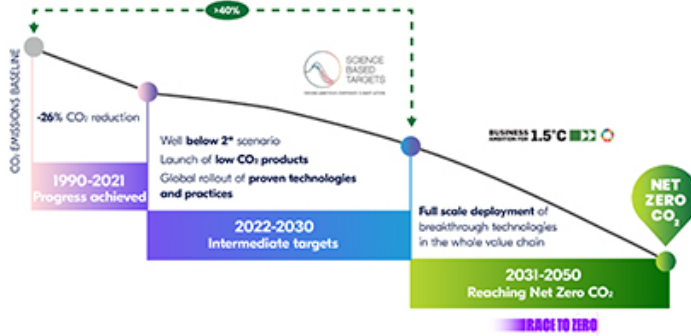 >40%
CO₂ EMISSIONS BASELINE
SCIENCE
BASED
TARGETS
-26% CO₂ reduction
Well below 2° scenario
Launch of low CO₂ products
Global rollout of proven technologies
and practices
BUSINESS
AMBITION FOR 1.5°C
1990-2021
Progress achieved
2022-2030
Intermediate targets
Full scale deployment of
breakthrough technologies
in the whole value chain
NET
ZERO
CO₂
2031-2050
Reaching Net Zero CO₂
RACE TO ZERO